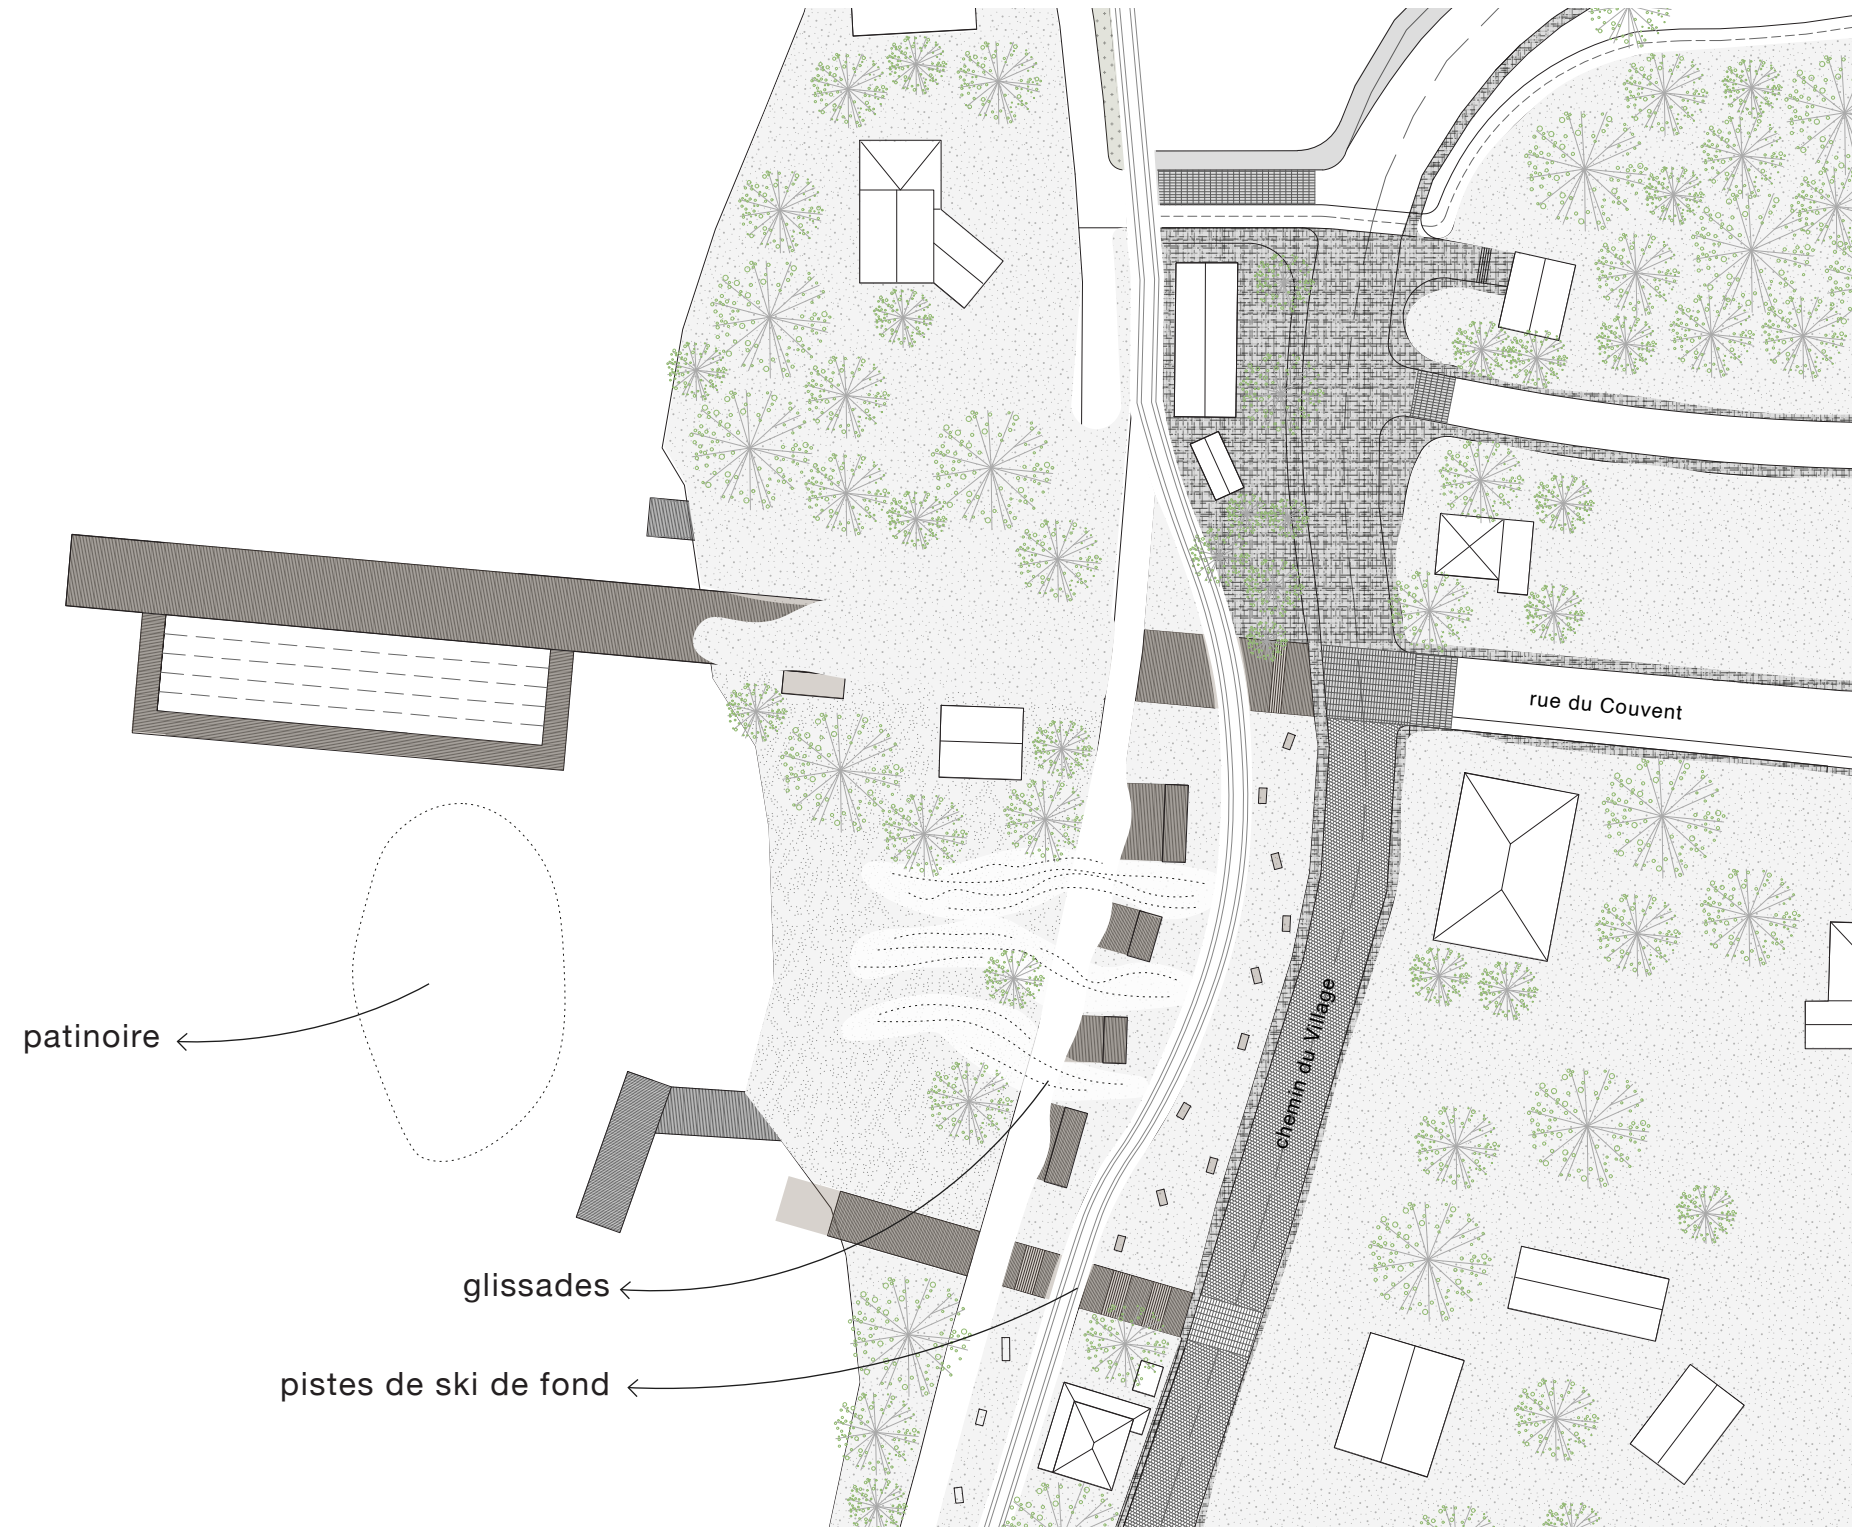 rue du Couvent
chemin du Village
patinoire
glissades
pistes de ski de fond